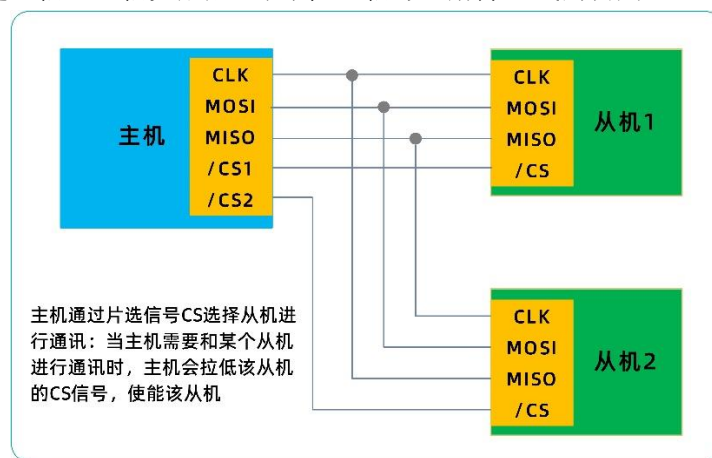 主机
CLK
MOSI
MISO
/CS1
/CS2
CLK
MOSI
MISO
/CS
从机1
主机通过片选信号CS选择从机进
行通讯：当主机需要和某个从机
进行通讯时，主机会拉低该从机
的CS信号，使能该从机
CLK
MOSI
MISO
/CS
从机2